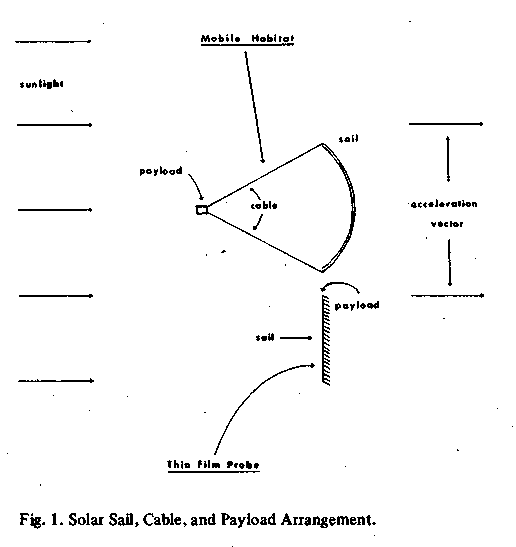 Mobile Habitat
sunlight
sail
payload
cable
acceleration
vector
payload
sail
Thin Film Probe
Fig. 1. Solar Sail, Cable, and Payload Arrangement.